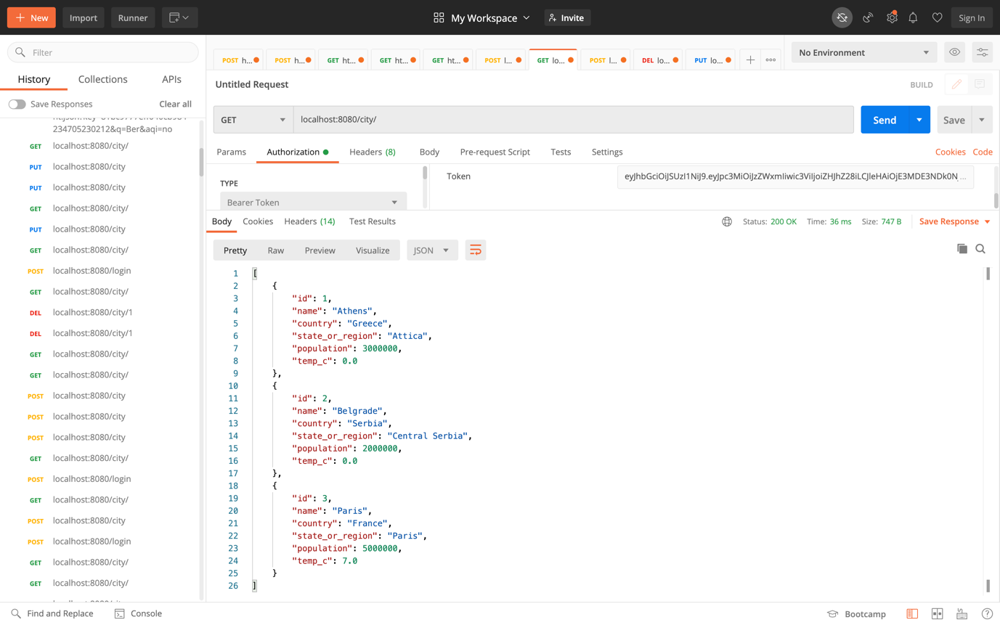 New
Import
Runner
My Workspace
Invite
Sign In
Filter
History
Collections
APIs
Save Responses
Clear all
234705230212&q=Ber&aqi=no
GET localhost:8080/city/
PUT localhost:8080/city
PUT localhost:8080/city
GET localhost:8080/city/
PUT localhost:8080/city
GET localhost:8080/city/
POST localhost:8080/login
GET localhost:8080/city/
DEL localhost:8080/city/1
DEL localhost:8080/city/1
GET localhost:8080/city/
GET localhost:8080/city/
POST localhost:8080/city
POST localhost:8080/city
POST localhost:8080/city
GET localhost:8080/city/
POST localhost:8080/login
GET localhost:8080/city/
POST localhost:8080/city
POST localhost:8080/login
GET localhost:8080/city/
GET localhost:8080/city/
POST h...
POST h...
GET ht...
GET ht...
GET ht...
POST l...
GET lo...
POST l...
DEL lo...
PUT lo...
No Environment
Untitled Request
BUILD
GET
localhost:8080/city/
Send
Save
Params
Authorization
Headers (8)
Body
Pre-request Script
Tests
Settings
Cookies
Code
TYPE
Bearer Token
Token
Body
Cookies
Headers (14)
Test Results
Status: 200 OK
Time: 36 ms
Size: 747 B
Save Response
Pretty
Raw
Preview
Visualize
JSON
1 [
2 {
3 "id": 1,
4 "name": "Athens",
5 "country": "Greece",
6 "state_or_region": "Attica",
7 "population": 3000000,
8 "temp_c": 0.0
9 },
10 {
11 "id": 2,
12 "name": "Belgrade",
13 "country": "Serbia",
14 "state_or_region": "Central Serbia",
15 "population": 2000000,
16 "temp_c": 0.0
17 },
18 {
19 "id": 3,
20 "name": "Paris",
21 "country": "France",
22 "state_or_region": "Paris",
23 "population": 5000000,
24 "temp_c": 7.0
25 }
26 ]
Find and Replace
Console
Bootcamp